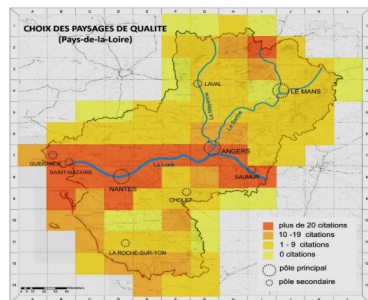 CHOIX DES PAYSAGES DE QUALITE
(Pays-de-la-Loire)
LAVAL
La Mayenne
LE MANS
La Sarthe
ANGERS
GUERANDE
SAINT-NAZAIRE
La Loire
SAUMUR
NANTES
CHOLET
LA ROCHE-SUR-YON
plus de 20 citations
10 -19 citations
1 - 9 citations
0 citations
pôle principal
pôle secondaire